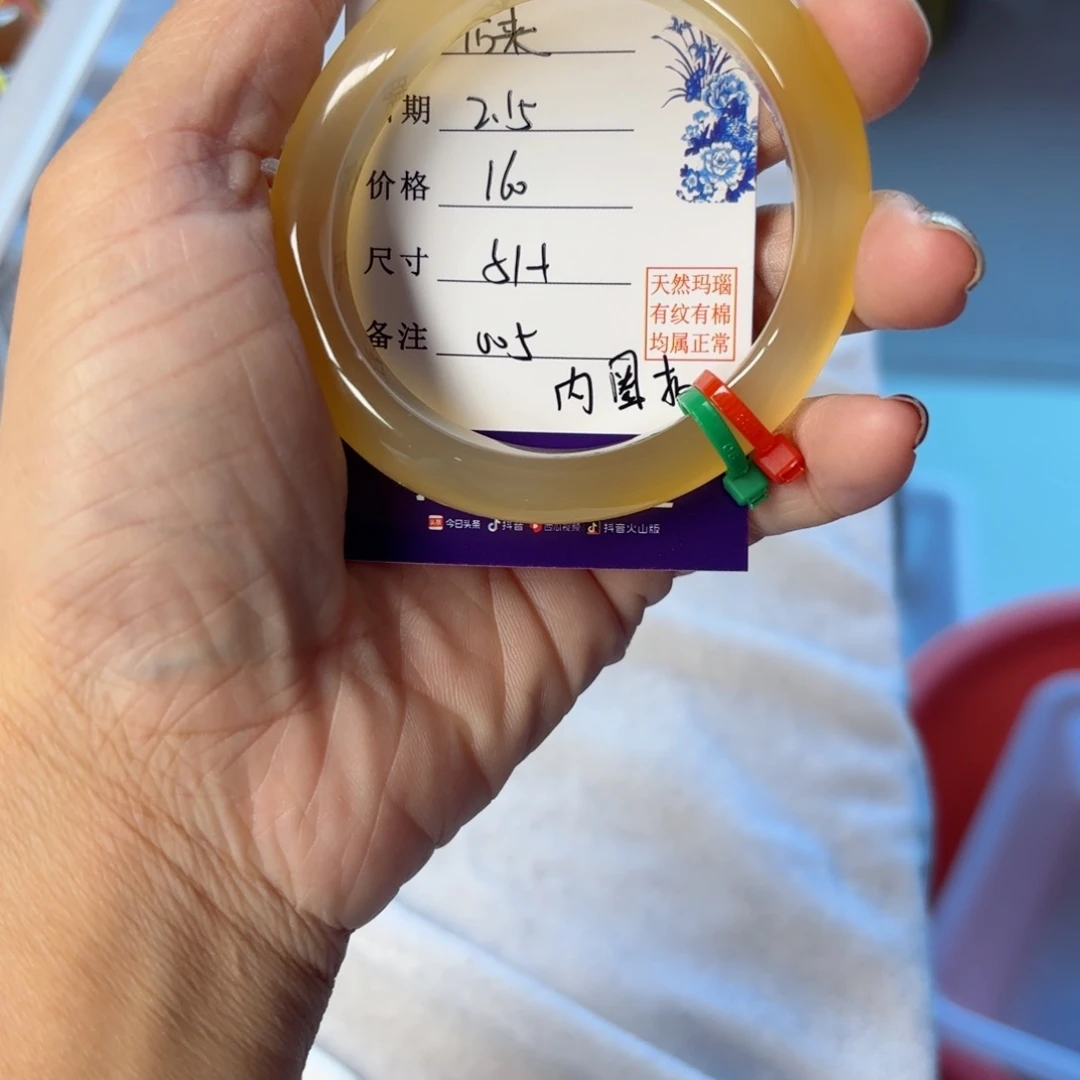 期 2.15
价格 160
尺寸 51+
备注 005
天然玛瑙
有纹有棉
均属正常
内圈
今日头条 抖音 西瓜视频 抖音火山版